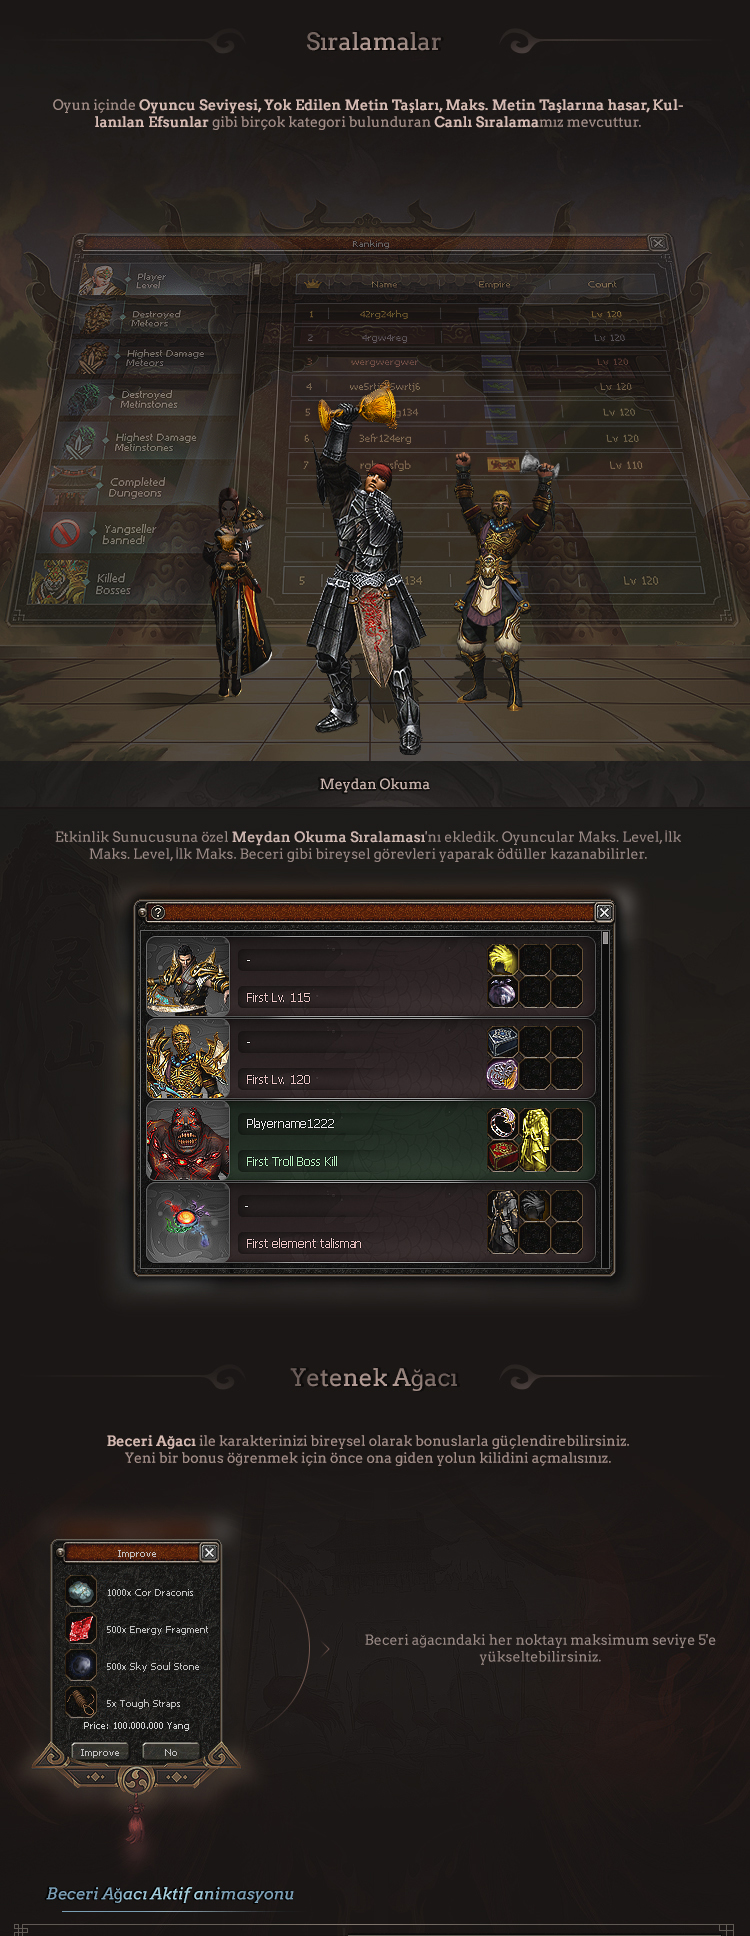 Sıralamalar
Oyun içinde Oyuncu Seviyesi, Yok Edilen Metin Taşları, Maks. Metin Taşlarına hasar, Kul-
lanılan Efsunlar gibi birçok kategori bulunduran Canlı Sıralamamız mevcuttur.
Ranking
Player
Level
Destroyed
Meteors
Highest Damage
Meteors
Destroyed
Metinstones
Highest Damage
Metinstones
Completed
Dungeons
Yangseller
banned!
Killed
Bosses
Name Empire Count
1 42rg24rhg Lv 120
2 4rgw4reg Lv 120
3 wergwergwer Lv 120
4 Lv 120
5 Lv 120
6 3efr124erg Lv 120
7 Lv 110
5 Lv 120
Meydan Okuma
Etkinlik Sunucusuna özel Meydan Okuma Sıralaması'nı ekledik. Oyuncular Maks. Level, İlk
Maks. Level, İlk Maks. Beceri gibi bireysel görevleri yaparak ödüller kazanabilirler.
?
-
First Lv. 115
-
First Lv. 120
Playername1222
First Troll Boss Kill
-
First element talisman
Yetenek Ağacı
Beceri Ağacı ile karakterinizi bireysel olarak bonuslarla güçlendirebilirsiniz.
Yeni bir bonus öğrenmek için önce ona giden yolun kilidini açmalısınız.
Improve
1000x Cor Draconis
500x Energy Fragment
500x Sky Soul Stone
5x Tough Straps
Price: 100.000.000 Yang
Improve No
Beceri ağacındaki her noktayı maksimum seviye 5'e
yükseltebilirsiniz.
Beceri Ağacı Aktif animasyonu